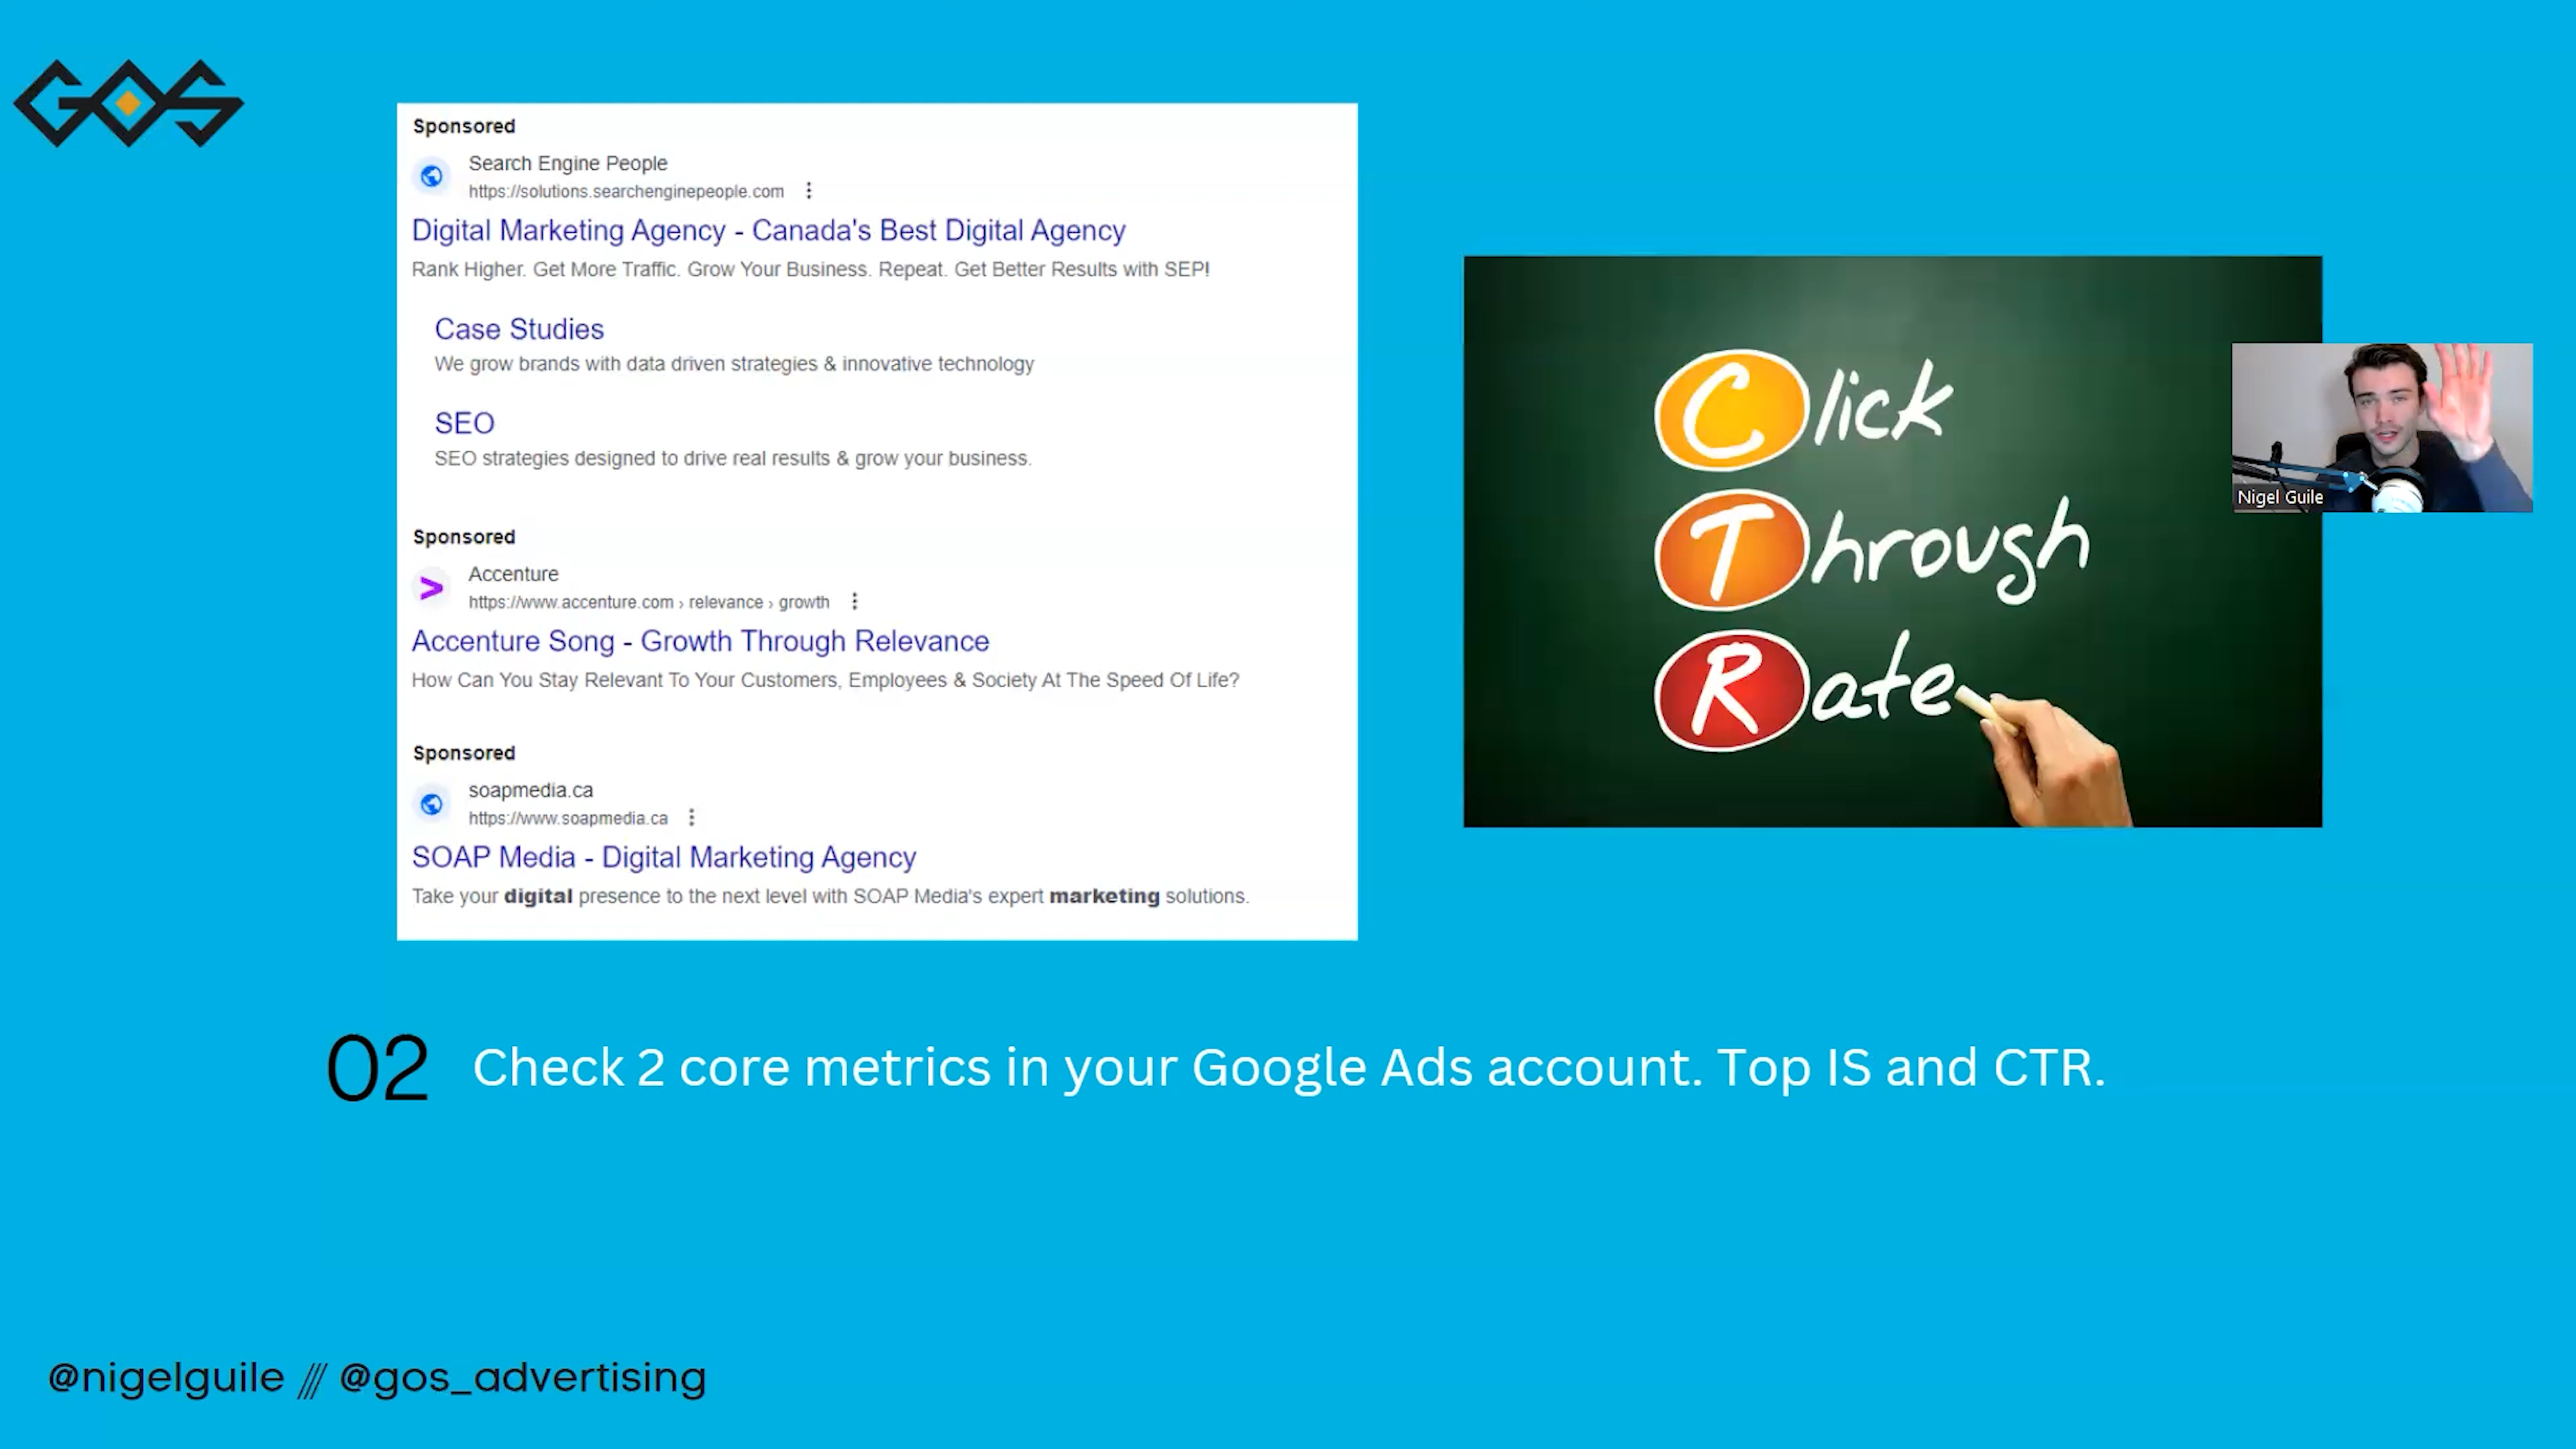 GOS
Sponsored
Search Engine People
https://solutions.searchenginepeople.com
Digital Marketing Agency - Canada's Best Digital Agency
Rank Higher. Get More Traffic. Grow Your Business. Repeat. Get Better Results with SEP!
Case Studies
We grow brands with data driven strategies & innovative technology
SEO
SEO strategies designed to drive real results & grow your business.
Sponsored
Accenture
https://www.accenture.com › relevance › growth
Accenture Song - Growth Through Relevance
How Can You Stay Relevant To Your Customers, Employees & Society At The Speed Of Life?
Sponsored
soapmedia.ca
https://www.soapmedia.ca
SOAP Media - Digital Marketing Agency
Take your digital presence to the next level with SOAP Media's expert marketing solutions.
Click
Through
Rate
Nigel Guile
02 Check 2 core metrics in your Google Ads account. Top IS and CTR.
@nigelguile /// @gos_advertising